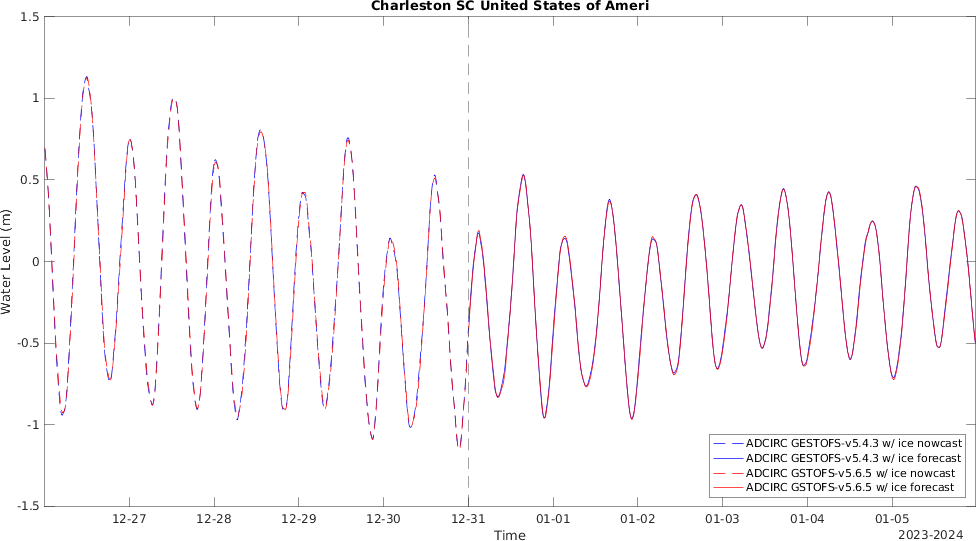 Charleston SC United States of Ameri
1.5
1
0.5
0
-0.5
-1
-1.5
Water Level (m)
ADCIRC GESTOFS-v5.4.3 w/ ice nowcast
ADCIRC GESTOFS-v5.4.3 w/ ice forecast
ADCIRC GSTOFS-v5.6.5 w/ ice nowcast
ADCIRC GSTOFS-v5.6.5 w/ ice forecast
12-27 12-28 12-29 12-30 12-31 01-01 01-02 01-03 01-04 01-05
Time
2023-2024